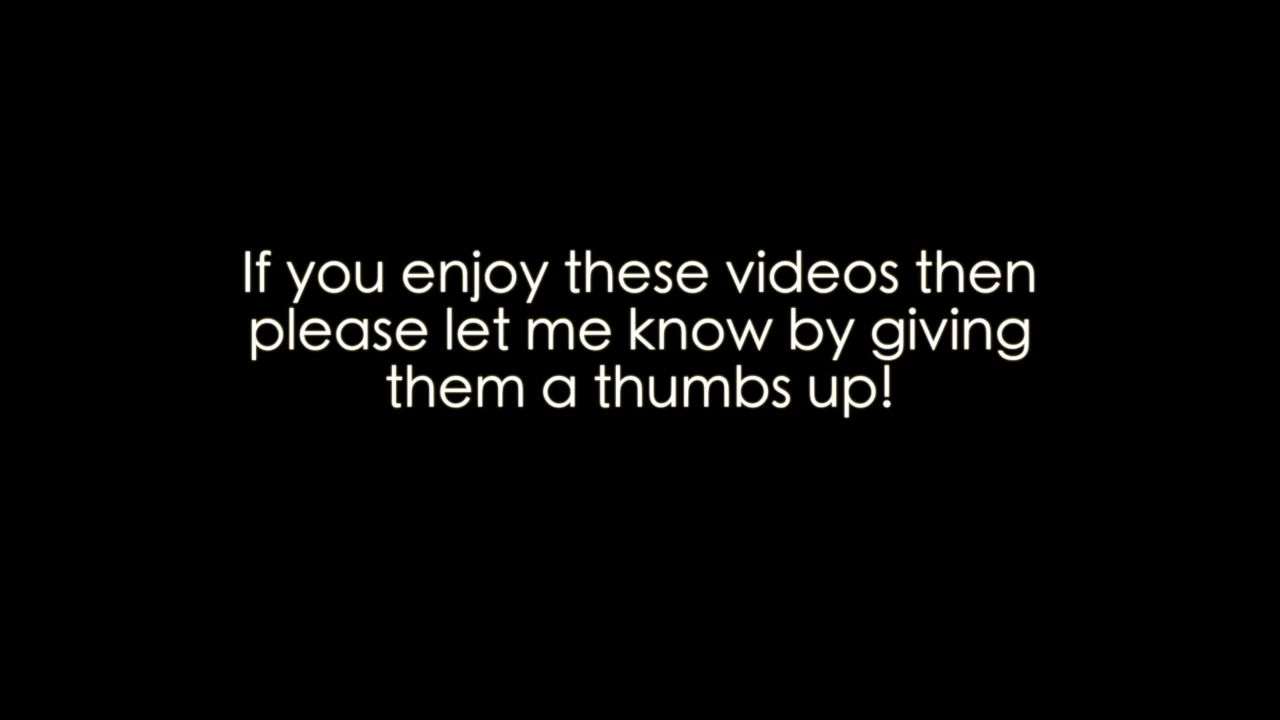 If you enjoy these videos then
please let me know by giving
them a thumbs up!